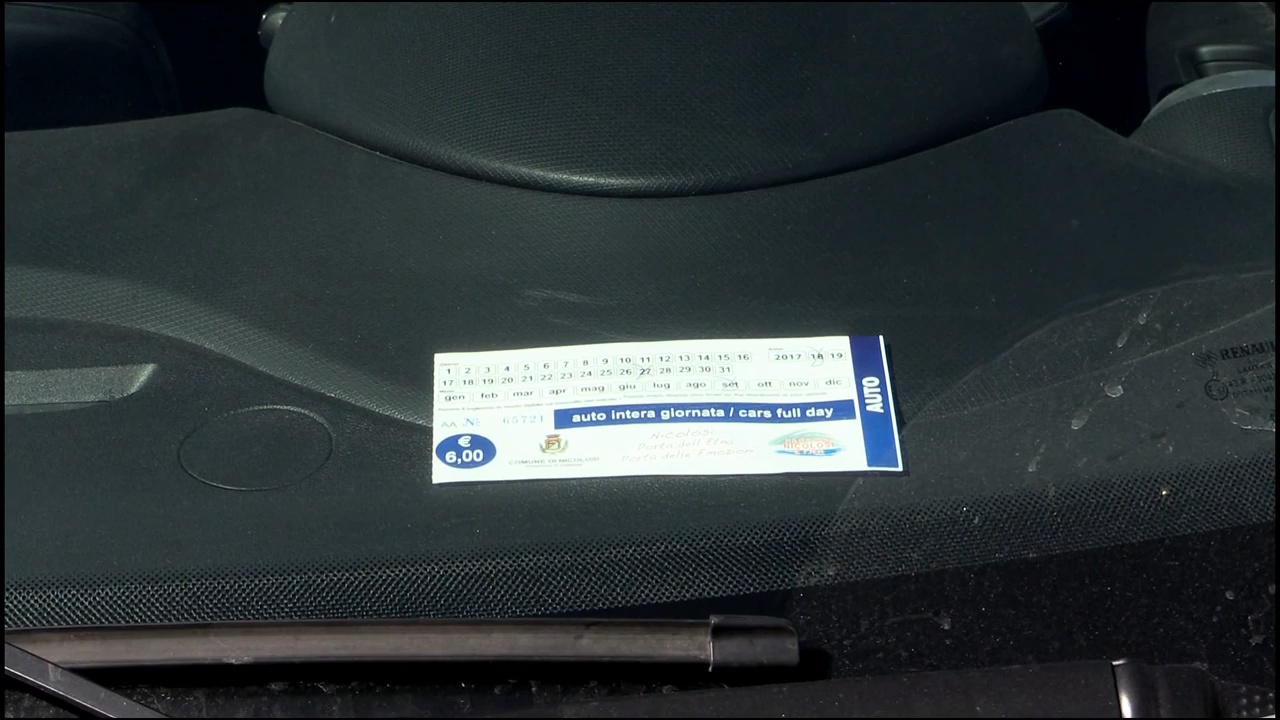 1 2 3 4 5 6 7 8 9 10 11 12 13 14 15 16
2017 18 19
17 18 19 20 21 22 23 24 25 26 27 28 29 30 31
gen feb mar apr mag giu lug ago set ott nov dic
AA N° 65721
auto intera giornata / cars full day
AUTO
€
6,00
COMUNE DI NICOLOSI
Nicolosi
Porta dell'Etna
Porta delle Emozioni
NICOLOSI
ETNA
RENAU